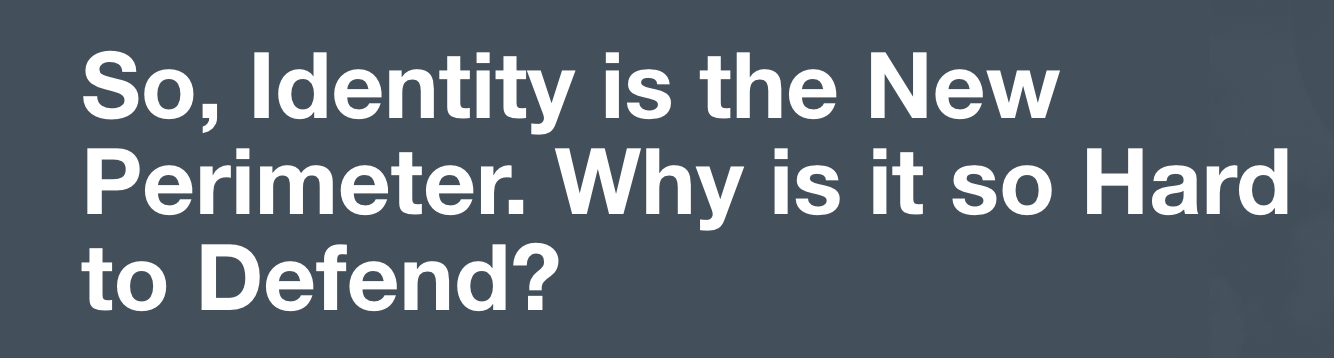 So, Identity is the New
Perimeter. Why is it so Hard
to Defend?